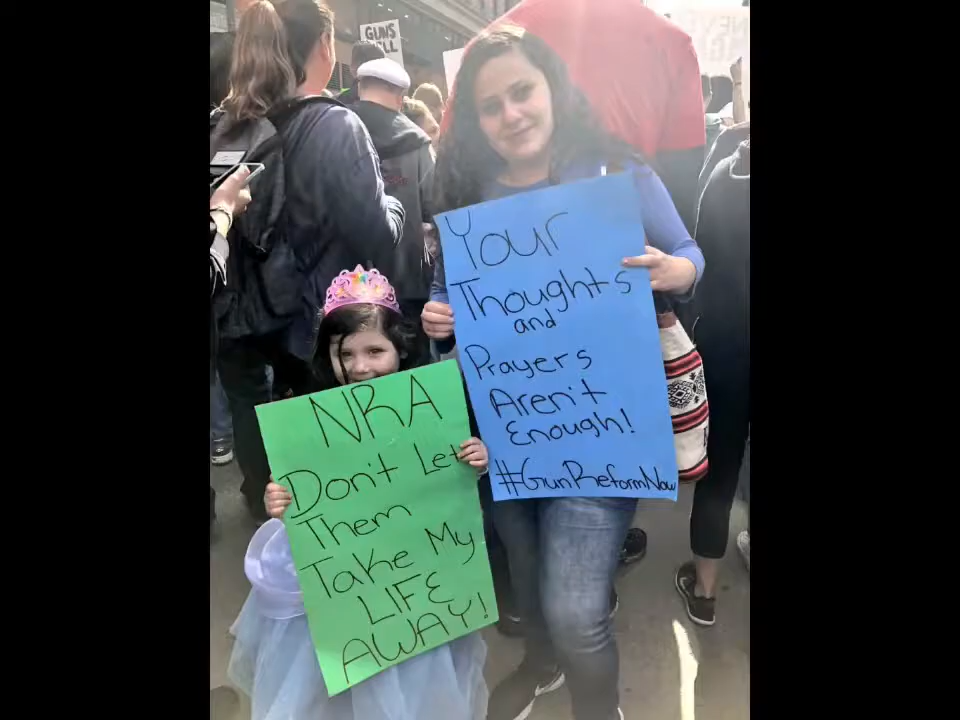 GUNS
Your
Thoughts
and
Prayers
Aren't
Enough!
#GunReformNow
NRA
Don't Let
Them
Take My
LIFE
AWAY!